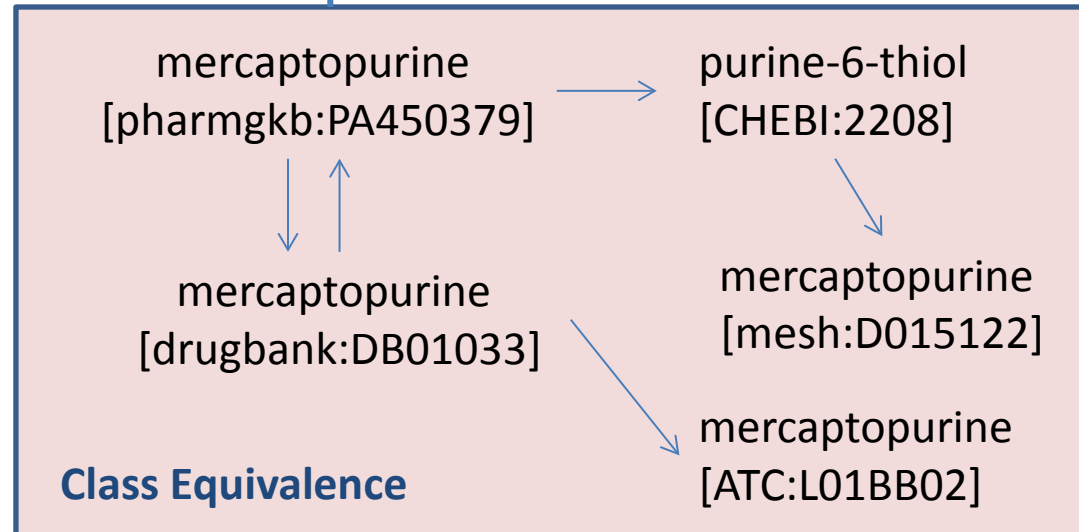 mercaptopurine
[pharmgkb:PA450379]
purine-6-thiol
[CHEBI:2208]
mercaptopurine
[drugbank:DB01033]
mercaptopurine
[mesh:D015122]
mercaptopurine
[ATC:L01BB02]
Class Equivalence